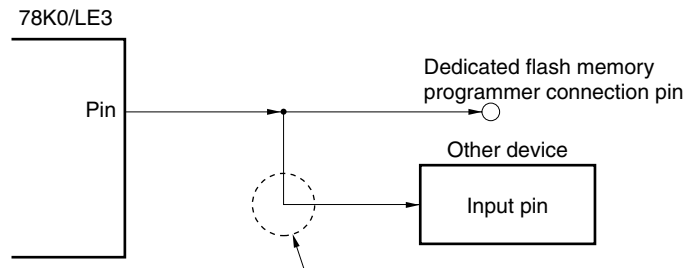 78K0/LE3
Pin
Dedicated flash memory
programmer connection pin
Other device
Input pin